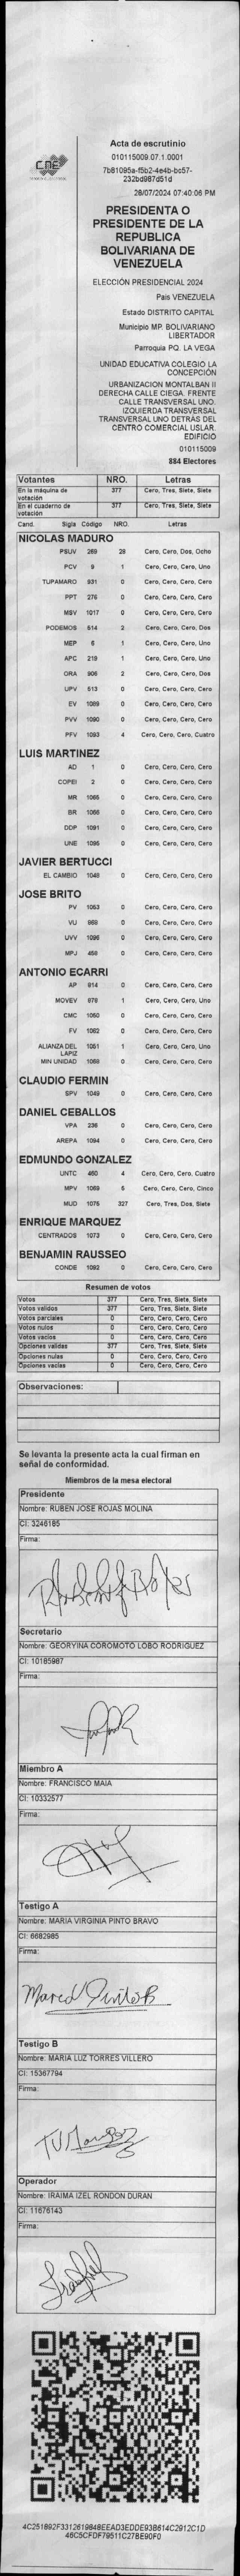 CNE
Acta de escrutinio
010115009.07.1.0001
7b81095a-f5b2-4e4b-bc57-
232bd987d51d
28/07/2024 07:40:06 PM
PRESIDENTA O
PRESIDENTE DE LA
REPUBLICA
BOLIVARIANA DE
VENEZUELA
ELECCIÓN PRESIDENCIAL 2024
Pais VENEZUELA
Estado DISTRITO CAPITAL
Municipio MP. BOLIVARIANO
LIBERTADOR
Parroquia PQ. LA VEGA
UNIDAD EDUCATIVA COLEGIO LA
CONCEPCIÓN
URBANIZACION MONTALBAN II
DERECHA CALLE CIEGA. FRENTE
CALLE TRANSVERSAL UNO.
IZQUIERDA TRANSVERSAL
TRANSVERSAL UNO DETRÁS DEL
CENTRO COMERCIAL USLAR.
EDIFICIO
010115009
884 Electores
Votantes NRO. Letras
En la máquina de votación 377 Cero, Tres, Siete, Siete
En el cuaderno de votación 377 Cero, Tres, Siete, Siete
Cand. Sigla Código NRO. Letras
NICOLAS MADURO
PSUV 269 28 Cero, Cero, Dos, Ocho
PCV 9 1 Cero, Cero, Cero, Uno
TUPAMARO 931 0 Cero, Cero, Cero, Cero
PPT 276 0 Cero, Cero, Cero, Cero
MSV 1017 0 Cero, Cero, Cero, Cero
PODEMOS 514 2 Cero, Cero, Cero, Dos
MEP 6 1 Cero, Cero, Cero, Uno
APC 219 1 Cero, Cero, Cero, Uno
ORA 906 2 Cero, Cero, Cero, Dos
UPV 513 0 Cero, Cero, Cero, Cero
EV 1089 0 Cero, Cero, Cero, Cero
PVV 1090 0 Cero, Cero, Cero, Cero
PFV 1093 4 Cero, Cero, Cero, Cuatro
LUIS MARTINEZ
AD 1 0 Cero, Cero, Cero, Cero
COPEI 2 0 Cero, Cero, Cero, Cero
MR 1065 0 Cero, Cero, Cero, Cero
BR 1066 0 Cero, Cero, Cero, Cero
DDP 1091 0 Cero, Cero, Cero, Cero
UNE 1095 0 Cero, Cero, Cero, Cero
JAVIER BERTUCCI
EL CAMBIO 1048 0 Cero, Cero, Cero, Cero
JOSE BRITO
PV 1053 0 Cero, Cero, Cero, Cero
VU 969 0 Cero, Cero, Cero, Cero
UVV 1096 0 Cero, Cero, Cero, Cero
MPJ 458 0 Cero, Cero, Cero, Cero
ANTONIO ECARRI
AP 914 0 Cero, Cero, Cero, Cero
MOVEV 978 1 Cero, Cero, Cero, Uno
CMC 1050 0 Cero, Cero, Cero, Cero
FV 1062 0 Cero, Cero, Cero, Cero
ALIANZA DEL LAPIZ 1051 1 Cero, Cero, Cero, Uno
MIN UNIDAD 1069 0 Cero, Cero, Cero, Cero
CLAUDIO FERMIN
SPV 1049 0 Cero, Cero, Cero, Cero
DANIEL CEBALLOS
VPA 236 0 Cero, Cero, Cero, Cero
AREPA 1094 0 Cero, Cero, Cero, Cero
EDMUNDO GONZALEZ
UNTC 460 4 Cero, Cero, Cero, Cuatro
MPV 1059 5 Cero, Cero, Cero, Cinco
MUD 1075 327 Cero, Tres, Dos, Siete
ENRIQUE MARQUEZ
CENTRADOS 1073 0 Cero, Cero, Cero, Cero
BENJAMIN RAUSSEO
CONDE 1092 0 Cero, Cero, Cero, Cero
Resumen de votos
Votos 377 Cero, Tres, Siete, Siete
Votos validos 377 Cero, Tres, Siete, Siete
Votos parciales 0 Cero, Cero, Cero, Cero
Votos nulos 0 Cero, Cero, Cero, Cero
Votos vacios 0 Cero, Cero, Cero, Cero
Opciones validas 377 Cero, Tres, Siete, Siete
Opciones nulas 0 Cero, Cero, Cero, Cero
Opciones vacias 0 Cero, Cero, Cero, Cero
Observaciones:
Se levanta la presente acta la cual firman en
señal de conformidad.
Miembros de la mesa electoral
Presidente
Nombre: RUBEN JOSE ROJAS MOLINA
CI: 3246185
Firma:
Secretario
Nombre: GEORYINA COROMOTO LOBO RODRIGUEZ
CI: 10185987
Firma:
Miembro A
Nombre: FRANCISCO MAIA
CI: 10332577
Firma:
Testigo A
Nombre: MARIA VIRGINIA PINTO BRAVO
CI: 6682985
Firma:
Testigo B
Nombre: MARIA LUZ TORRES VILLERO
CI: 15367794
Firma:
Operador
Nombre: IRAIMA IZEL RONDON DURAN
CI: 11676143
Firma:
4C251892F3312619848EEAD3EDDE93B614C2912C1D
46C5CFDF79511C27BE90F0